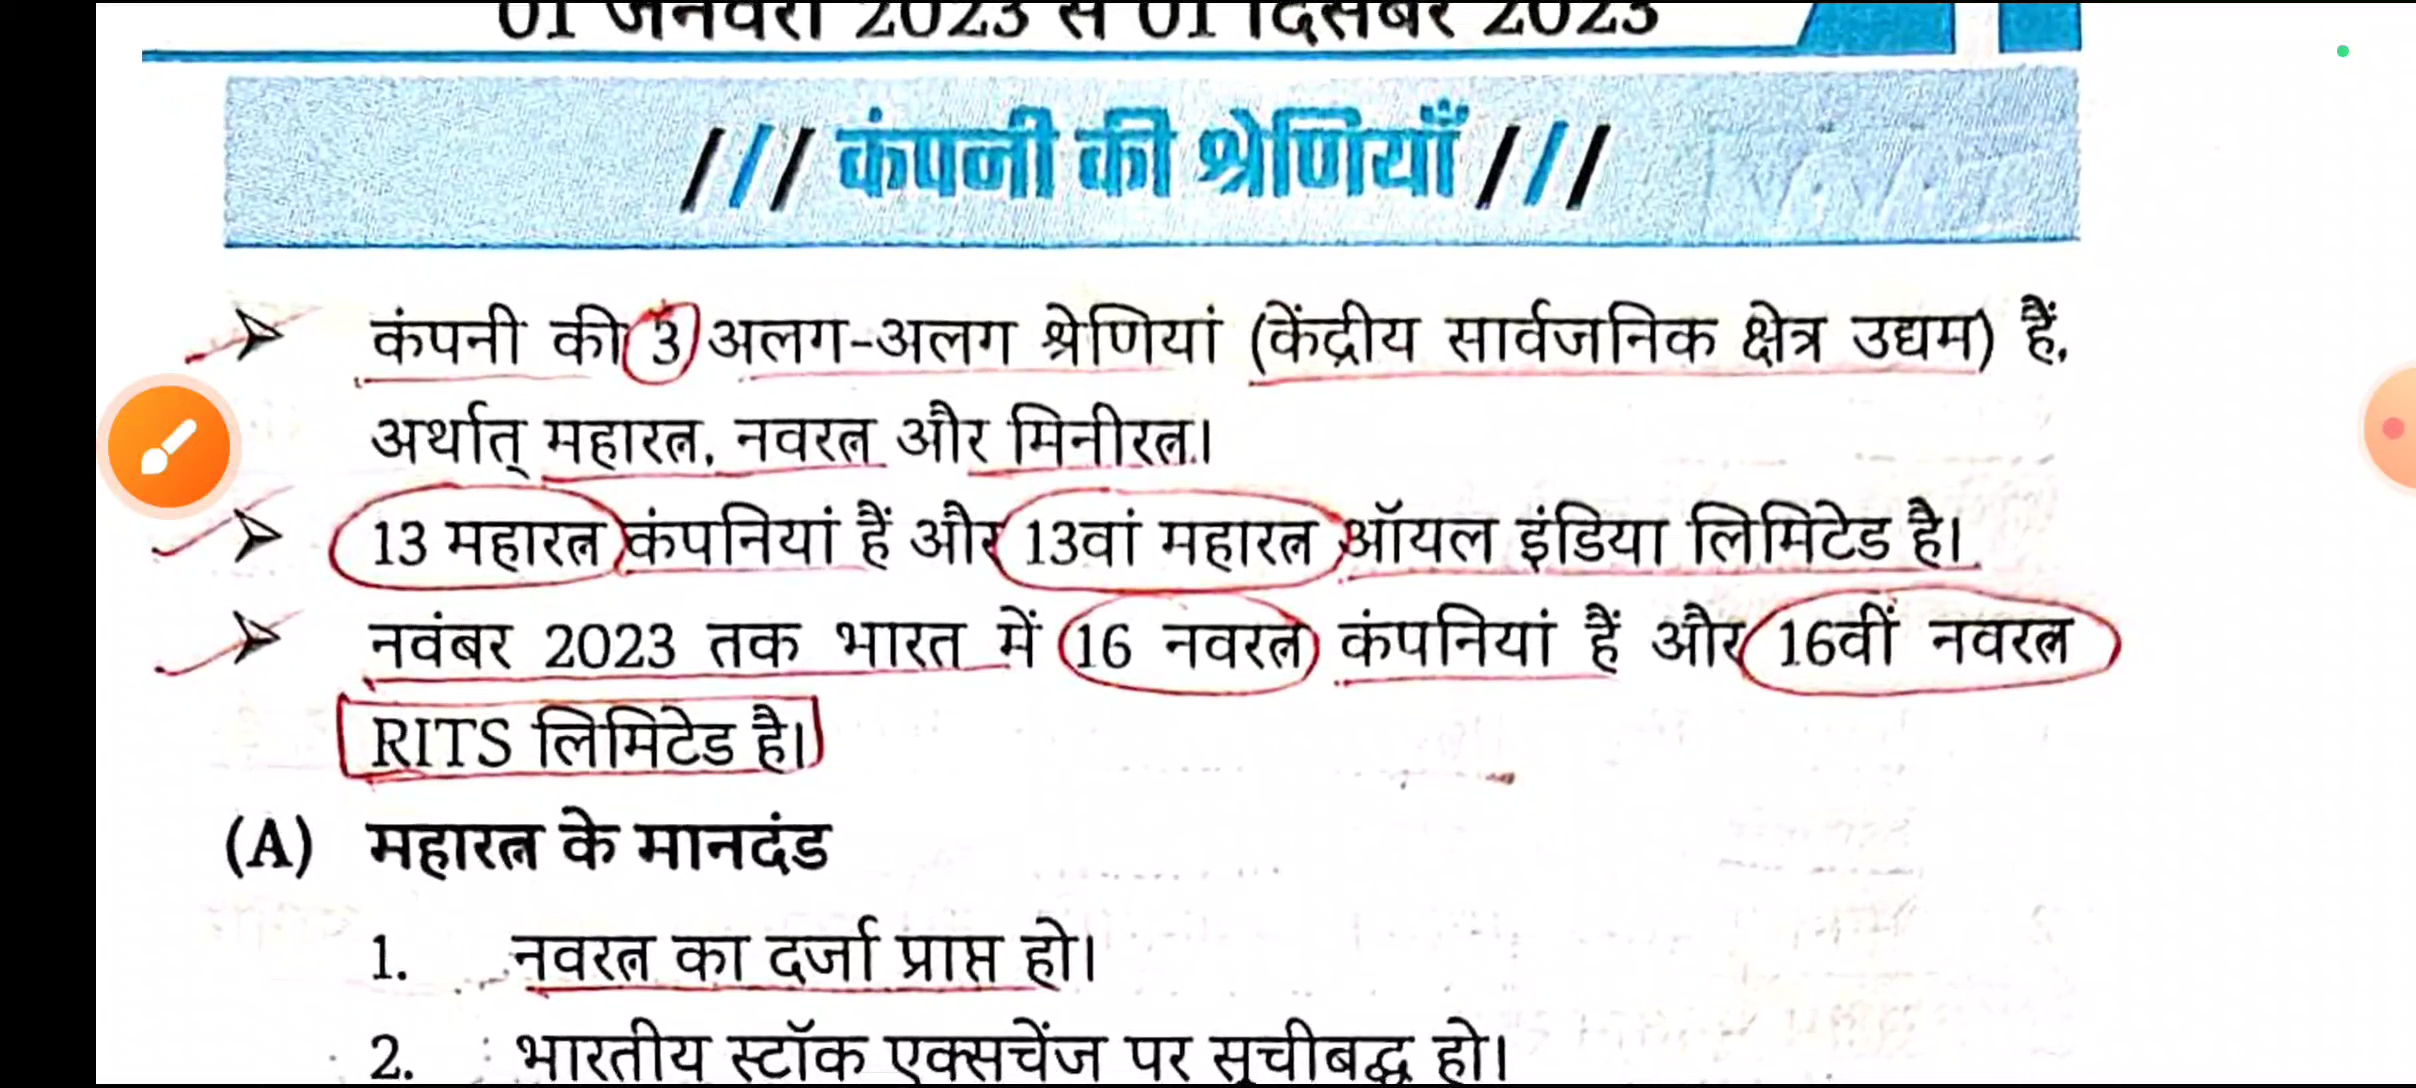 01 जनवरी 2023 से 01 दिसंबर 2023
/// कंपनी की श्रेणियाँ ///
कंपनी की 3 अलग-अलग श्रेणियां (केंद्रीय सार्वजनिक क्षेत्र उद्यम) हैं,
अर्थात् महारत्न, नवरत्न और मिनीरत्न।
13 महारत्न कंपनियां हैं और 13वां महारत्न ऑयल इंडिया लिमिटेड है।
नवंबर 2023 तक भारत में 16 नवरत्न कंपनियां हैं और 16वीं नवरत्न
RITS लिमिटेड है।
(A) महारत्न के मानदंड
1. नवरत्न का दर्जा प्राप्त हो।
2. भारतीय स्टॉक एक्सचेंज पर सूचीबद्ध हो।